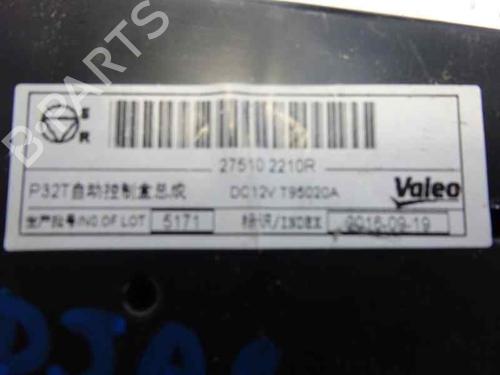 S
R
27510 2210R
P32T自动控制盒总成 DC12V T95020A Valeo
生产批号/NO.OF LOT 5171 标识/INDEX 2016-09-19
B-PARTS